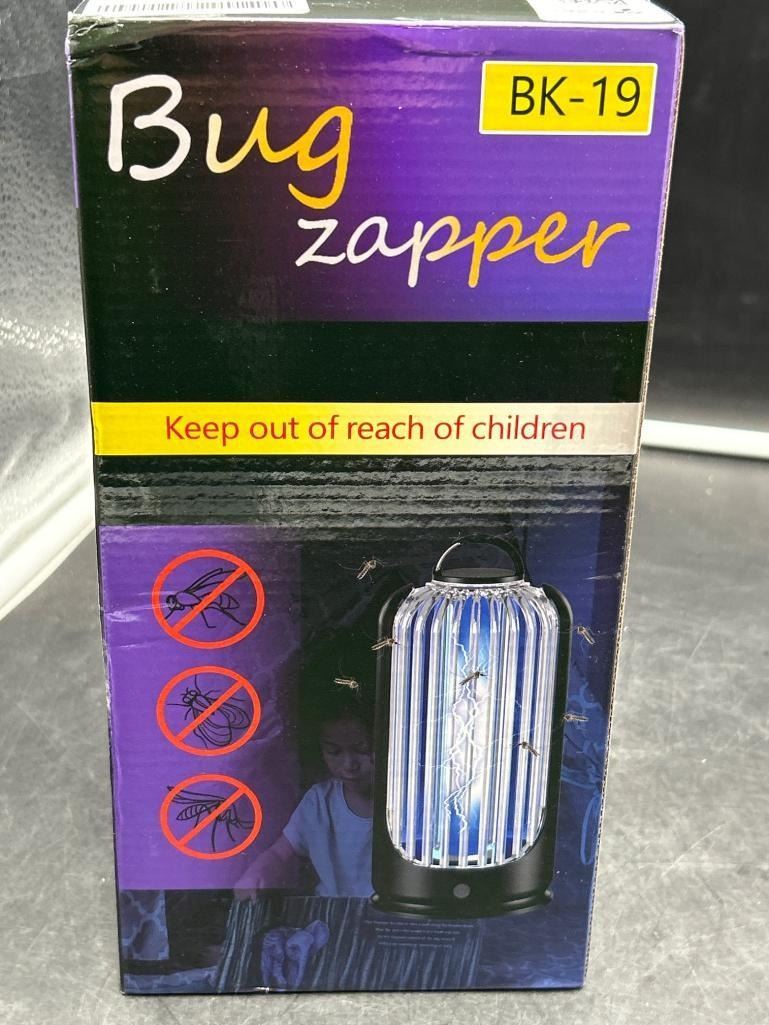 BK-19
Bug
zapper
Keep out of reach of children